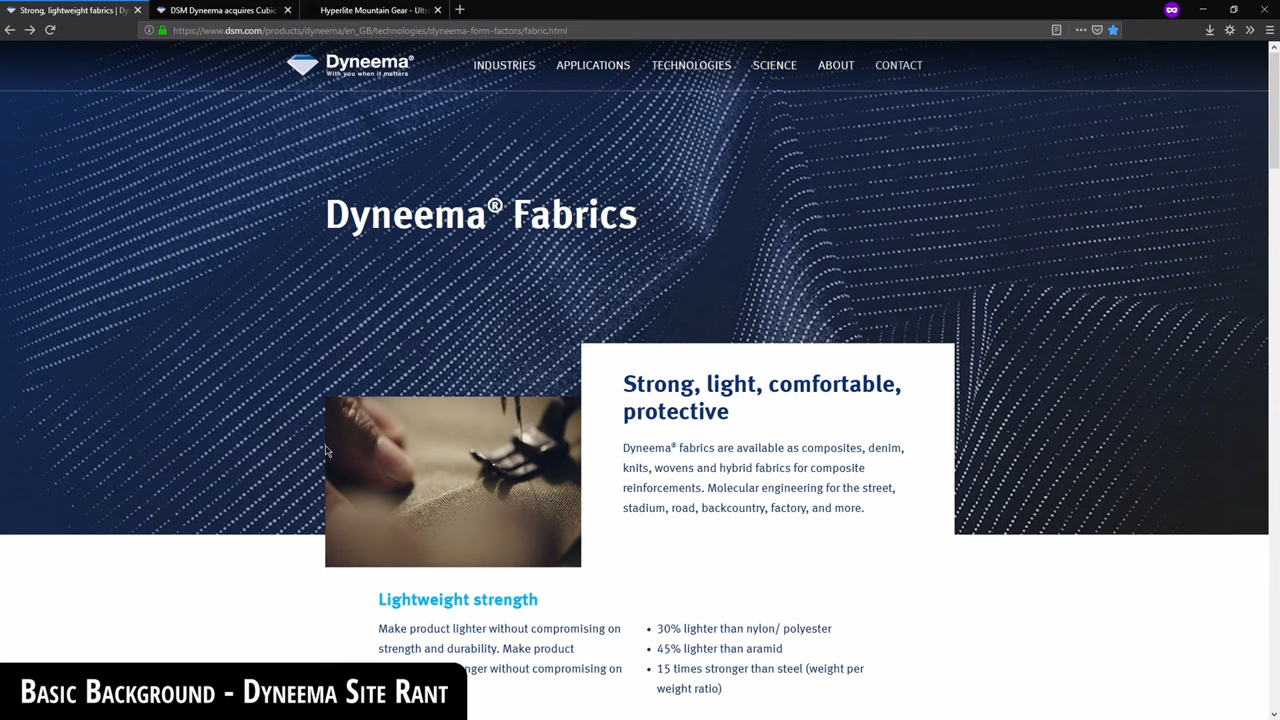 Strong, lightweight fabrics | Dy
DSM Dyneema acquires Cubic
Hyperlite Mountain Gear - Ultra
https://www.dsm.com/products/dyneema/en_GB/technologies/dyneema-form-factors/fabric.html
Dyneema®
With you when it matters
INDUSTRIES APPLICATIONS TECHNOLOGIES SCIENCE ABOUT CONTACT
Dyneema® Fabrics
Strong, light, comfortable,
protective
Dyneema® fabrics are available as composites, denim,
knits, wovens and hybrid fabrics for composite
reinforcements. Molecular engineering for the street,
stadium, road, backcountry, factory, and more.
Lightweight strength
Make product lighter without compromising on
strength and durability. Make product
nger without compromising on
• 30% lighter than nylon/ polyester
• 45% lighter than aramid
• 15 times stronger than steel (weight per
weight ratio)
Basic Background - Dyneema Site Rant